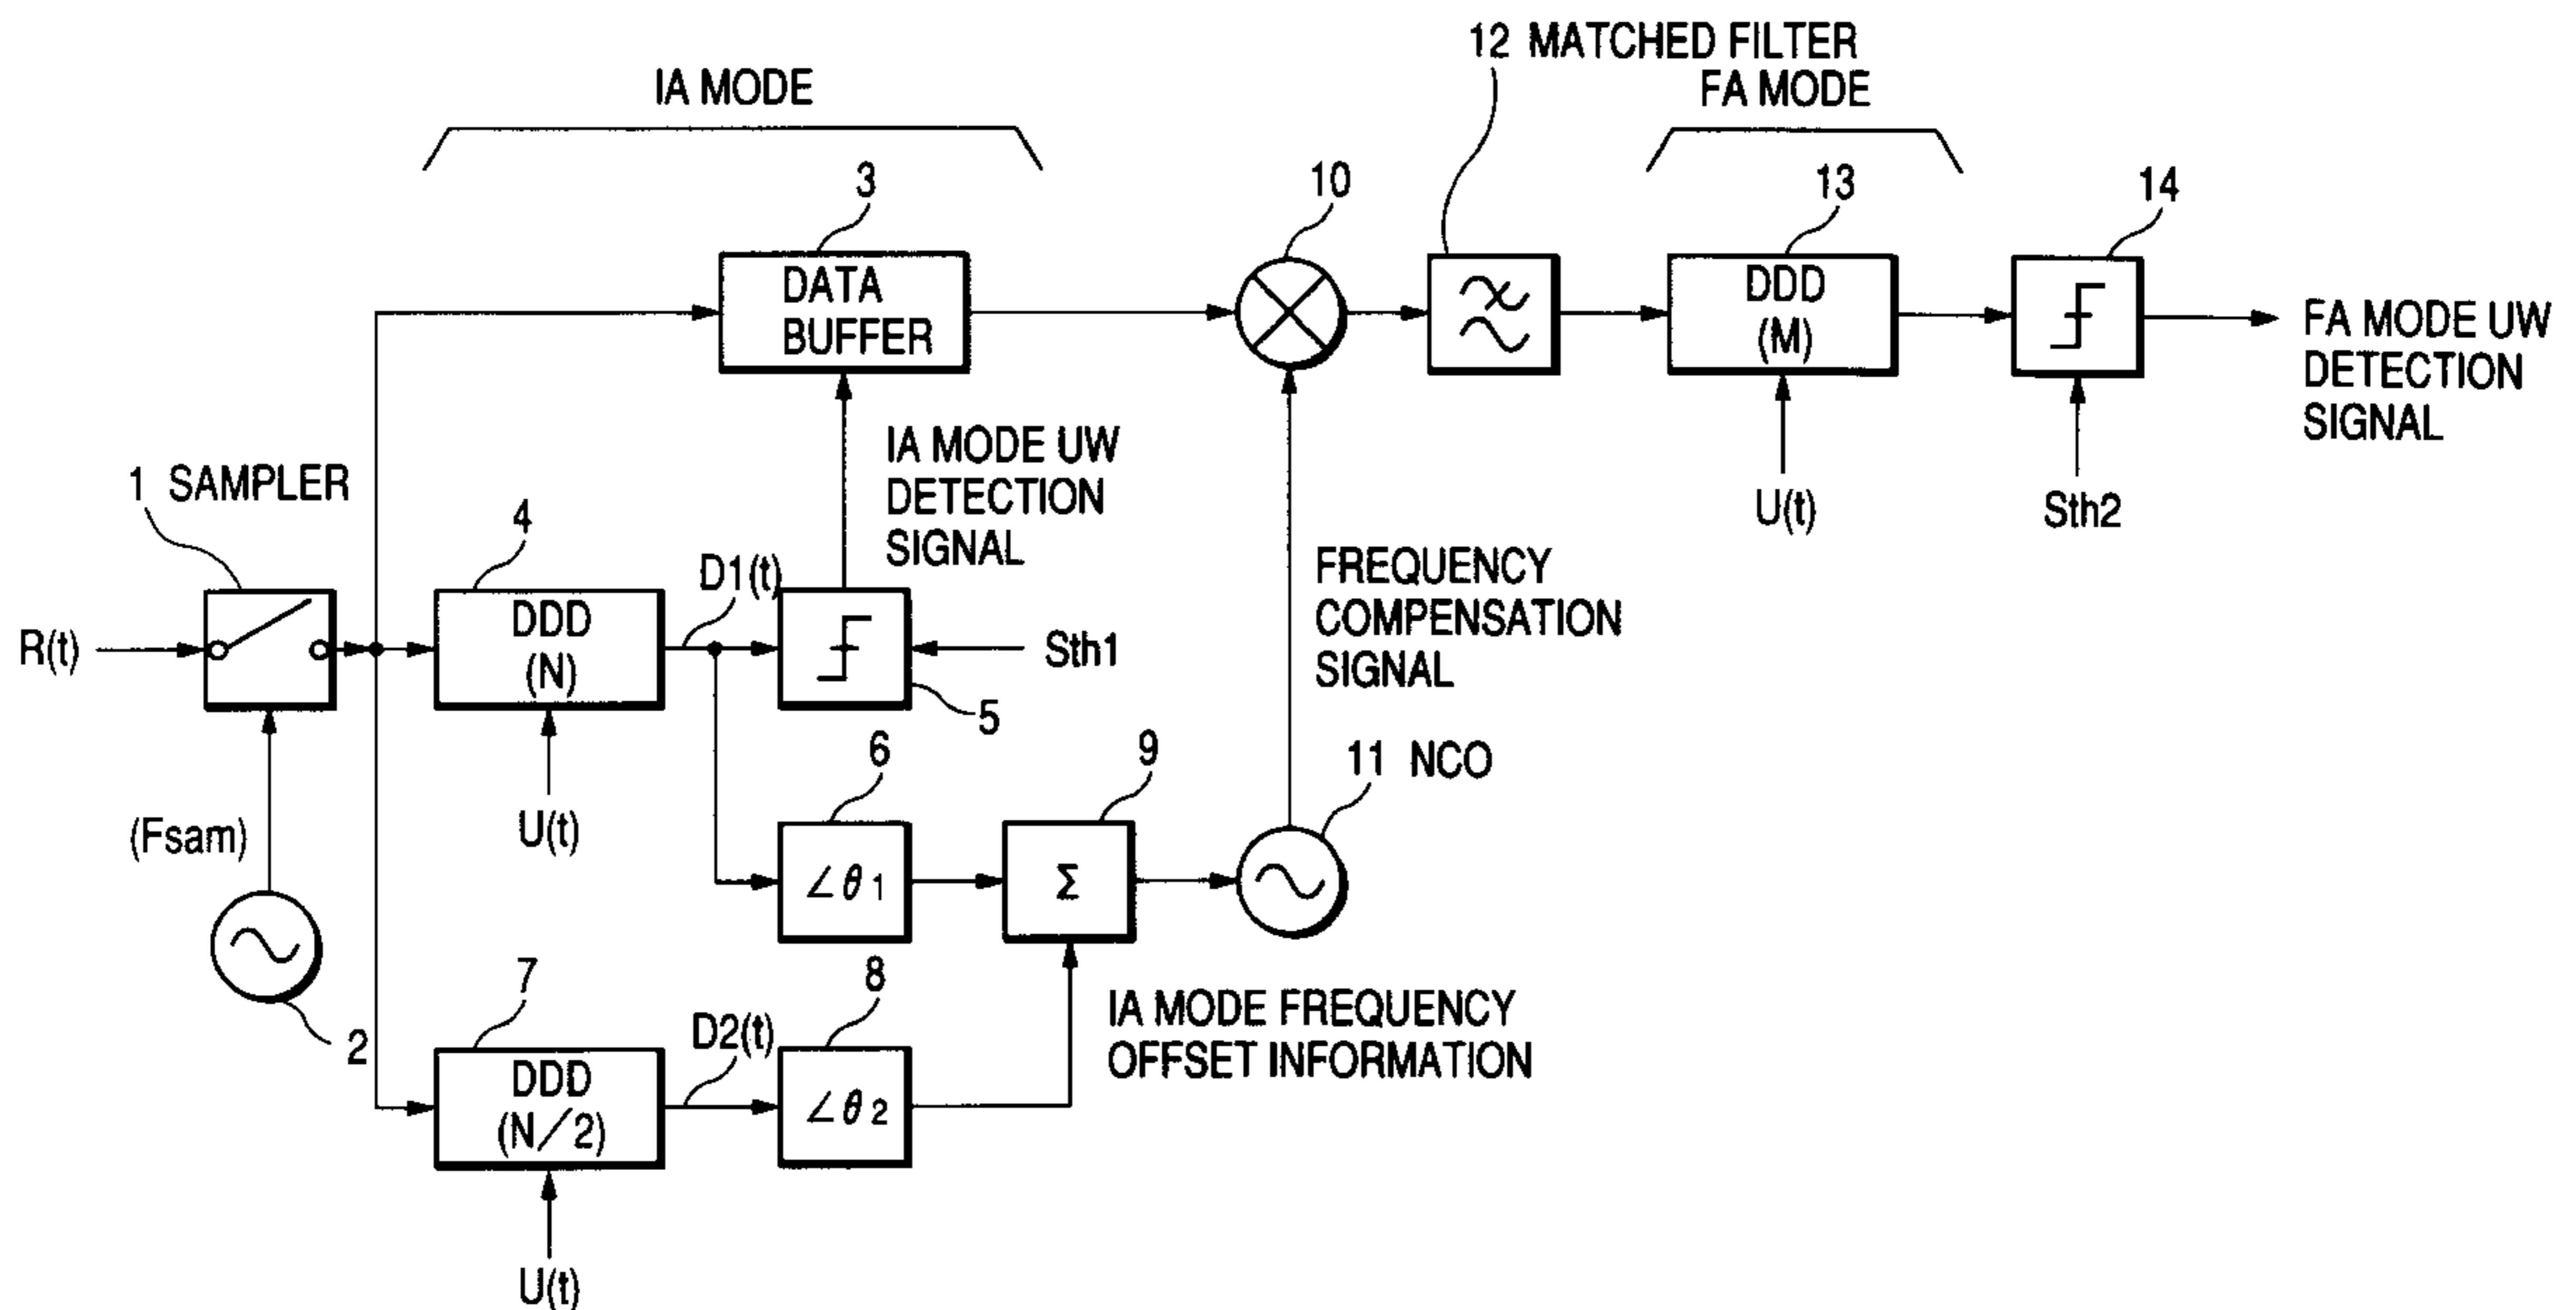 12 MATCHED FILTER
IA MODE
FA MODE
3
10
13
14
DATA
BUFFER
DDD
(M)
FA MODE UW
DETECTION
SIGNAL
IA MODE UW
DETECTION
SIGNAL
1 SAMPLER
4
U(t)
Sth2
D1(t)
FREQUENCY
COMPENSATION
SIGNAL
R(t)
DDD
(N)
Sth1
5
6
9
11 NCO
(Fsam)
U(t)
∠θ1
Σ
2
7
8
D2(t)
IA MODE FREQUENCY
OFFSET INFORMATION
DDD
(N/2)
∠θ2
U(t)